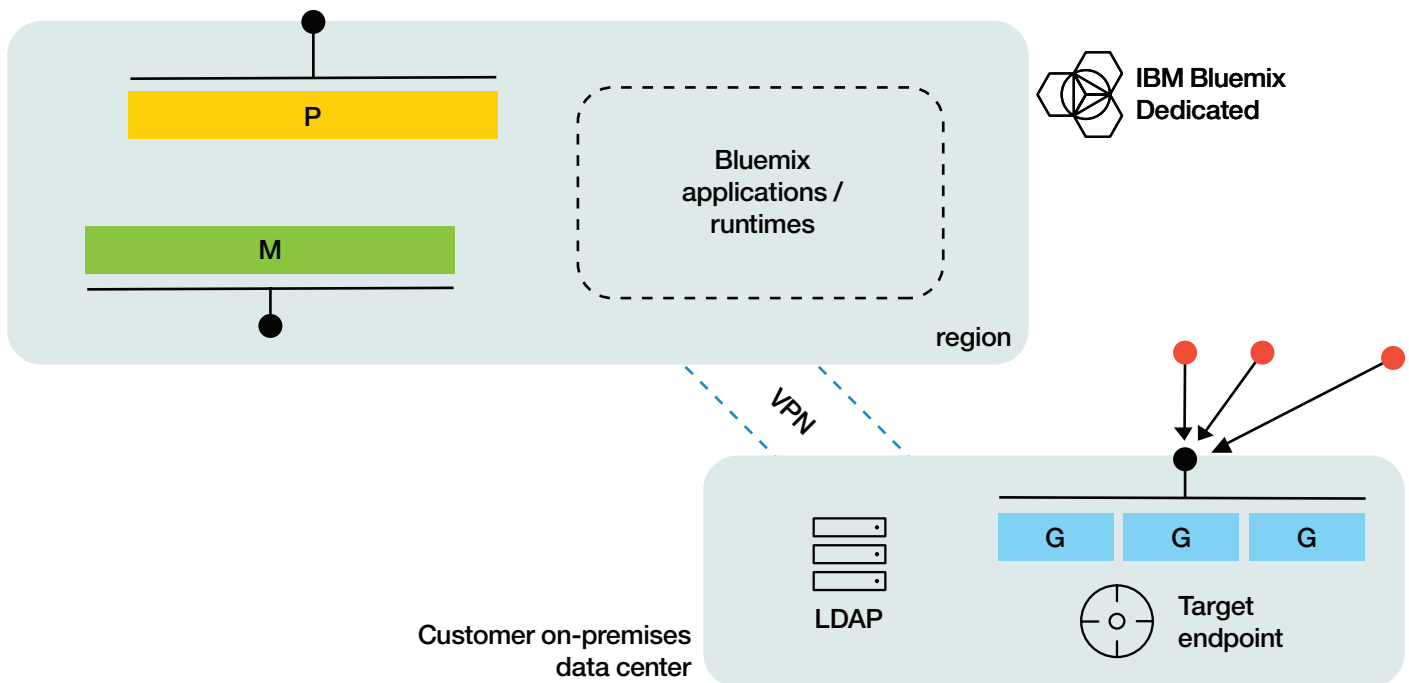 P
IBM Bluemix
Dedicated
Bluemix
applications /
runtimes
M
region
VPN
G G G
LDAP
Target
endpoint
Customer on-premises
data center